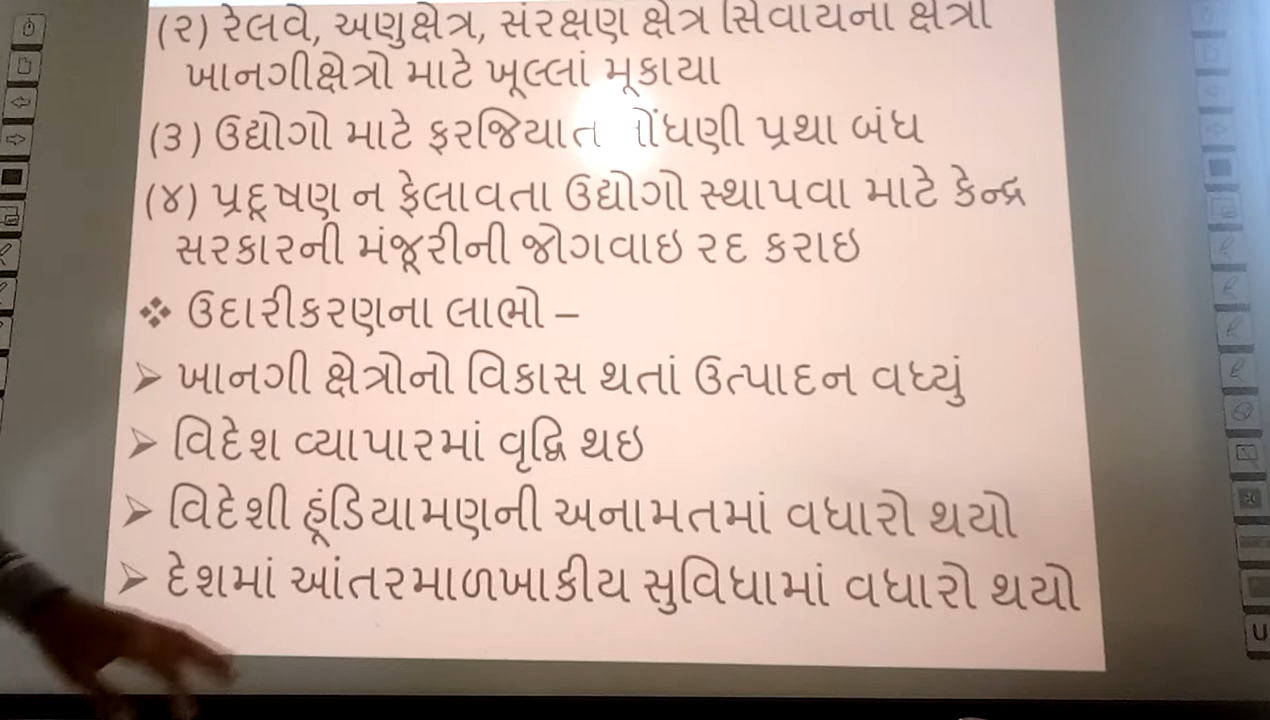 (૨) રેલવે, અણુક્ષેત્ર, સંરક્ષણ ક્ષેત્ર સિવાયના ક્ષેત્રો
ખાનગીક્ષેત્રો માટે ખૂલ્લાં મૂકાયા
(૩) ઉદ્યોગો માટે ફરજિયાત નોંધણી પ્રથા બંધ
(૪) પ્રદૂષણ ન ફેલાવતા ઉદ્યોગો સ્થાપવા માટે કેન્દ્ર
સરકારની મંજૂરીની જોગવાઇ રદ કરાઇ
❖ ઉદારીકરણના લાભો –
➢ ખાનગી ક્ષેત્રોનો વિકાસ થતાં ઉત્પાદન વધ્યું
➢ વિદેશ વ્યાપારમાં વૃદ્વિ થઇ
➢ વિદેશી હૂંડિયામણની અનામતમાં વધારો થયો
➢ દેશમાં આંતરમાળખાકીય સુવિધામાં વધારો થયો